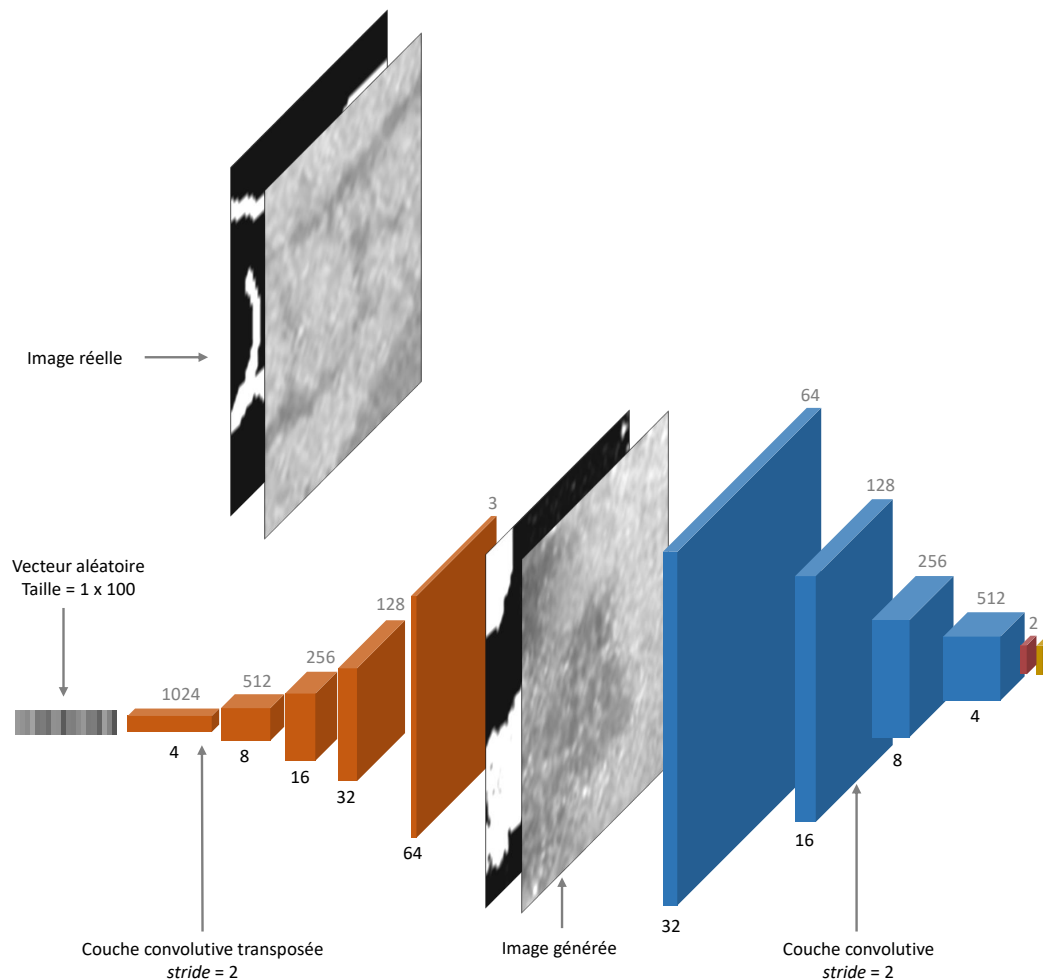 Image réelle
64
128
256
512
2
3
Vecteur aléatoire
Taille = 1 x 100
128
256
512
1024
4
8
16
32
64
4
8
16
32
Couche convolutive transposée
stride = 2
Image générée
Couche convolutive
stride = 2